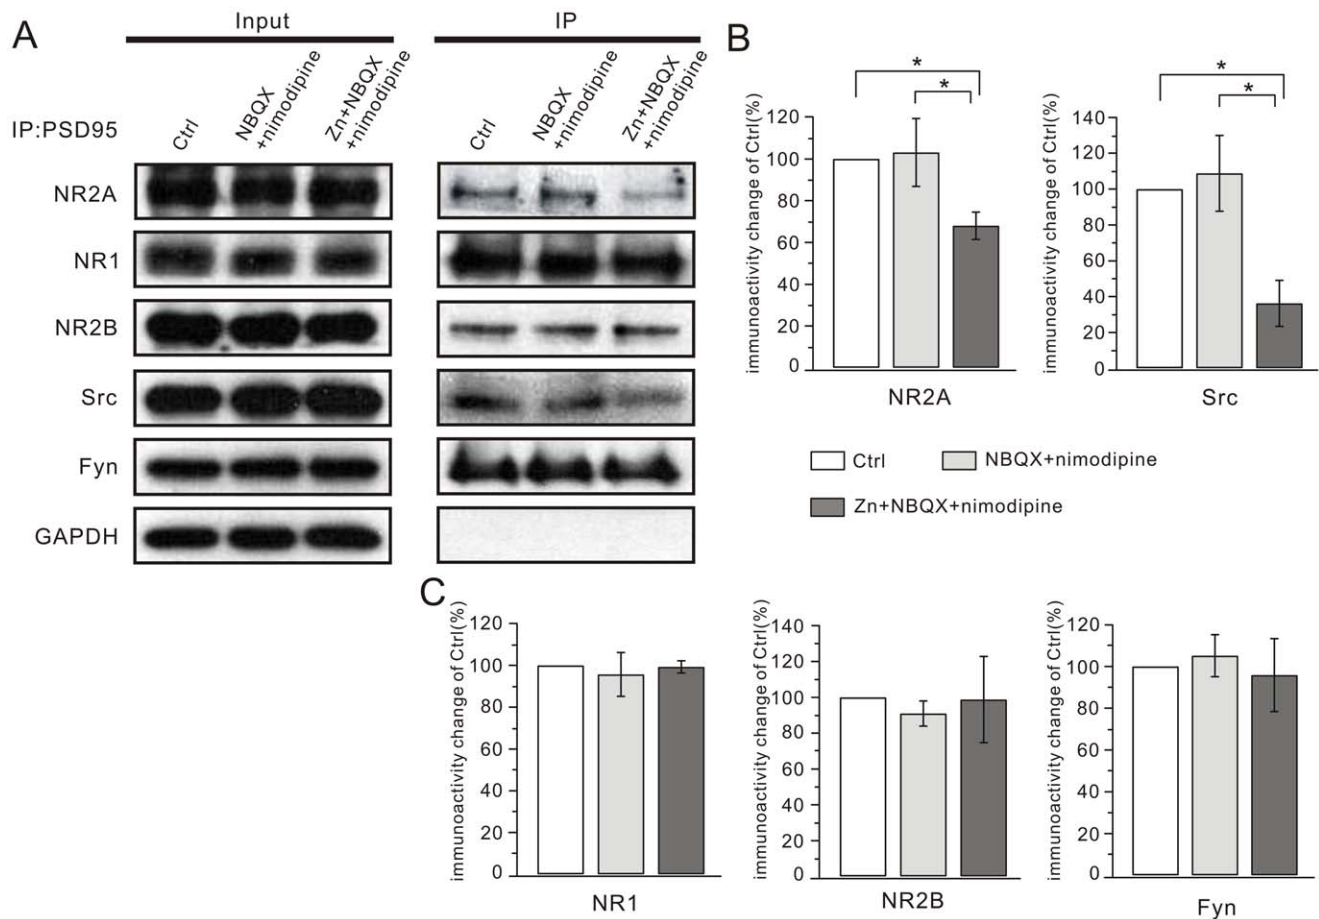 A
Input
IP
IP:PSD95
Ctrl
NBQX
+nimodipine
Zn+NBQX
+nimodipine
Ctrl
NBQX
+nimodipine
Zn+NBQX
+nimodipine
NR2A
NR1
NR2B
Src
Fyn
GAPDH
B
immunoactivity change of Ctrl(%)
120
100
80
60
40
20
0
*
*
NR2A
immunoactivity change of Ctrl(%)
140
120
100
80
60
40
20
0
*
*
Src
Ctrl
NBQX+nimodipine
Zn+NBQX+nimodipine
C
immunoactivity change of Ctrl(%)
120
100
80
60
40
20
0
NR1
immunoactivity change of Ctrl(%)
140
120
100
80
60
40
20
0
NR2B
immunoactivity change of Ctrl(%)
120
100
80
60
40
20
0
Fyn